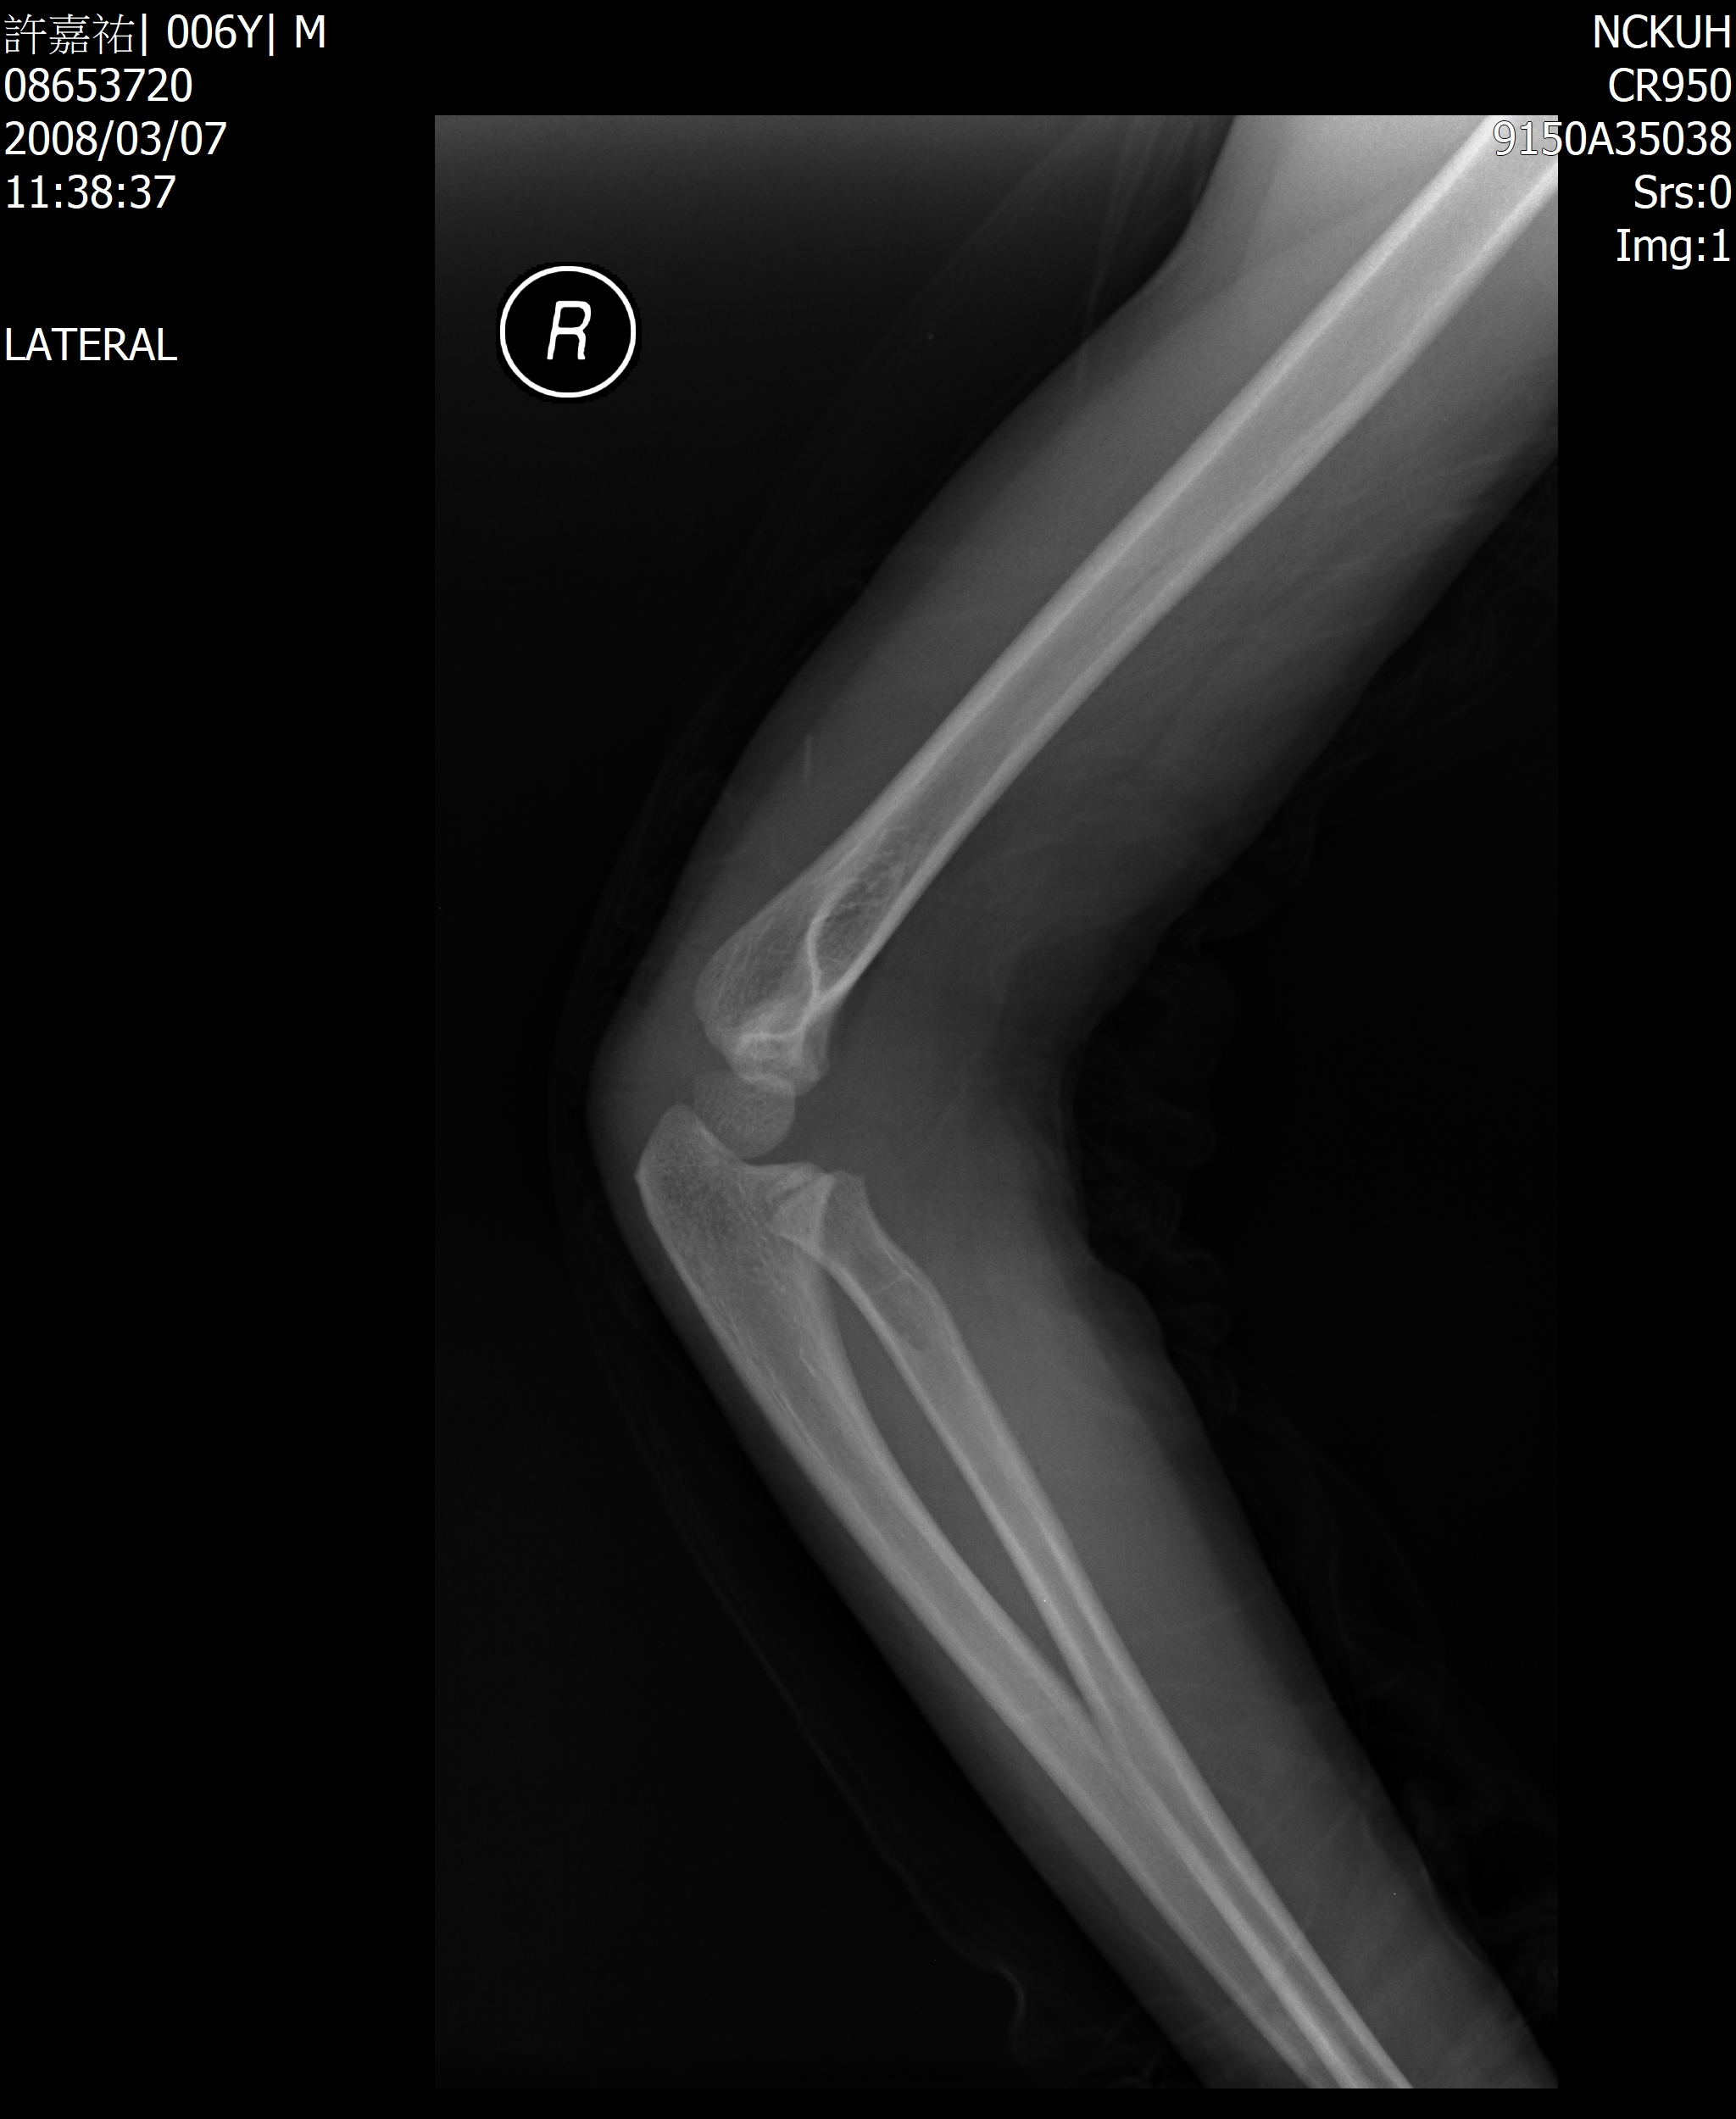 許嘉祐| 006Y| M
08653720
2008/03/07
11:38:37
LATERAL
NCKUH
CR950
9150A35038
Srs:0
Img:1
R